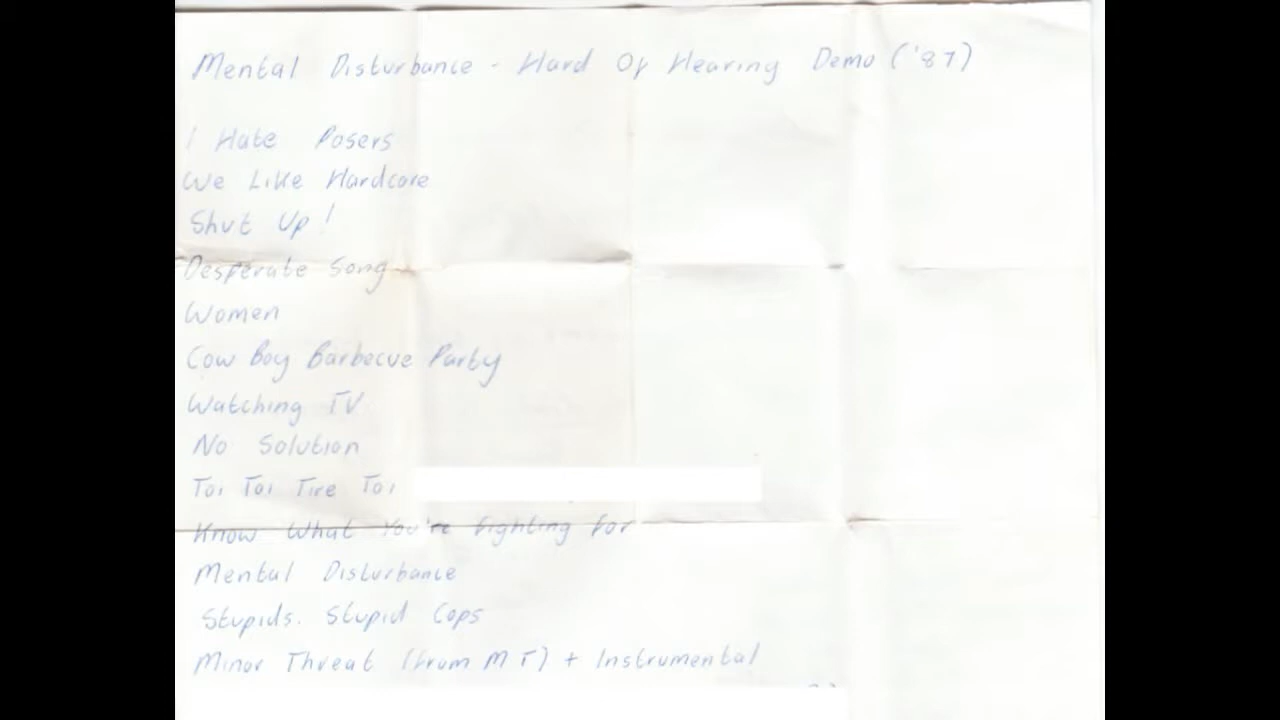 Mental Disturbance - Hard Of Hearing Demo ('87)
I Hate Posers
We Like Hardcore
Shut Up!
Desperate Song
Women
Cow Boy Barbecue Party
Watching TV
No Solution
Toi Toi Tire Toi
Know What You're Fighting For
Mental Disturbance
Stupids. Stupid Cops
Minor Threat (from MT) + Instrumental